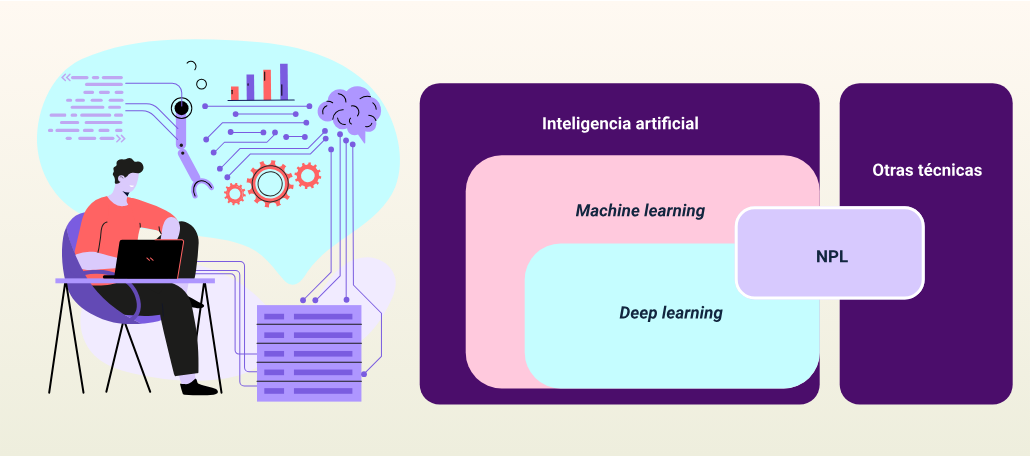 Inteligencia artificial
Otras técnicas
Machine learning
NPL
Deep learning